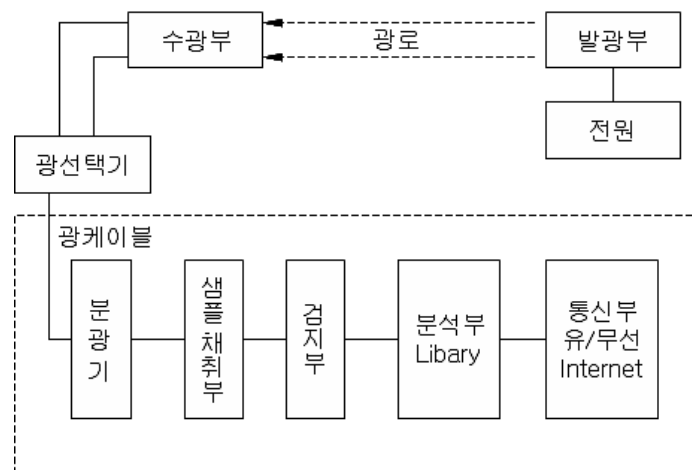 수광부
광로
발광부
전원
광선택기
광케이블
분
광
기
샘
플
채
취
부
검
지
부
분석부
Libary
통신부
유/무선
Internet